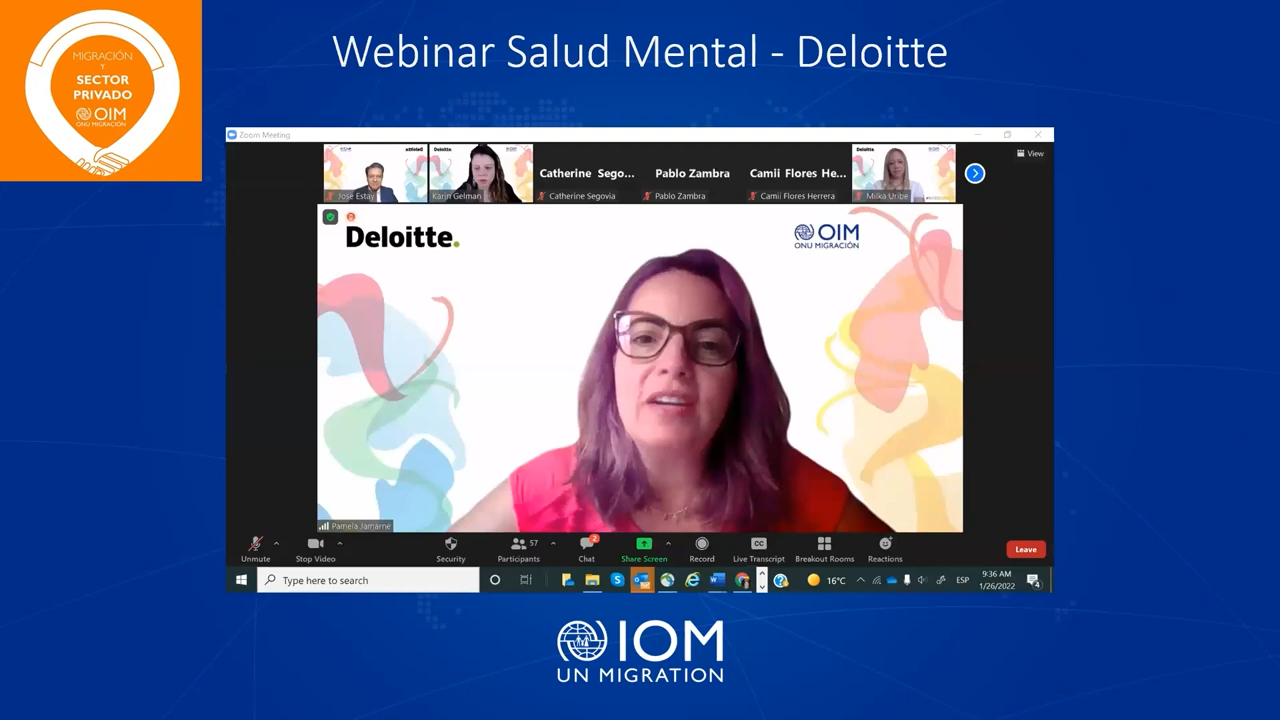 Webinar Salud Mental - Deloitte
MIGRACIÓN
Y
SECTOR
PRIVADO
OIM
ONU MIGRACIÓN
Zoom Meeting
View
Deloitte.
Catherine Sego...
Pablo Zambra
Camii Flores He...
Deloitte.
José Estay
Karin Gelman
Catherine Segovia
Pablo Zambra
Camii Flores Herrera
Milka Uribe
Deloitte.
OIM
ONU MIGRACIÓN
Pamela Jamarne
Unmute
Stop Video
Security
57
Participants
2
Chat
Share Screen
Record
CC
Live Transcript
Breakout Rooms
Reactions
Leave
Type here to search
16°C
ESP
9:36 AM
1/26/2022
4
IOM
UN MIGRATION